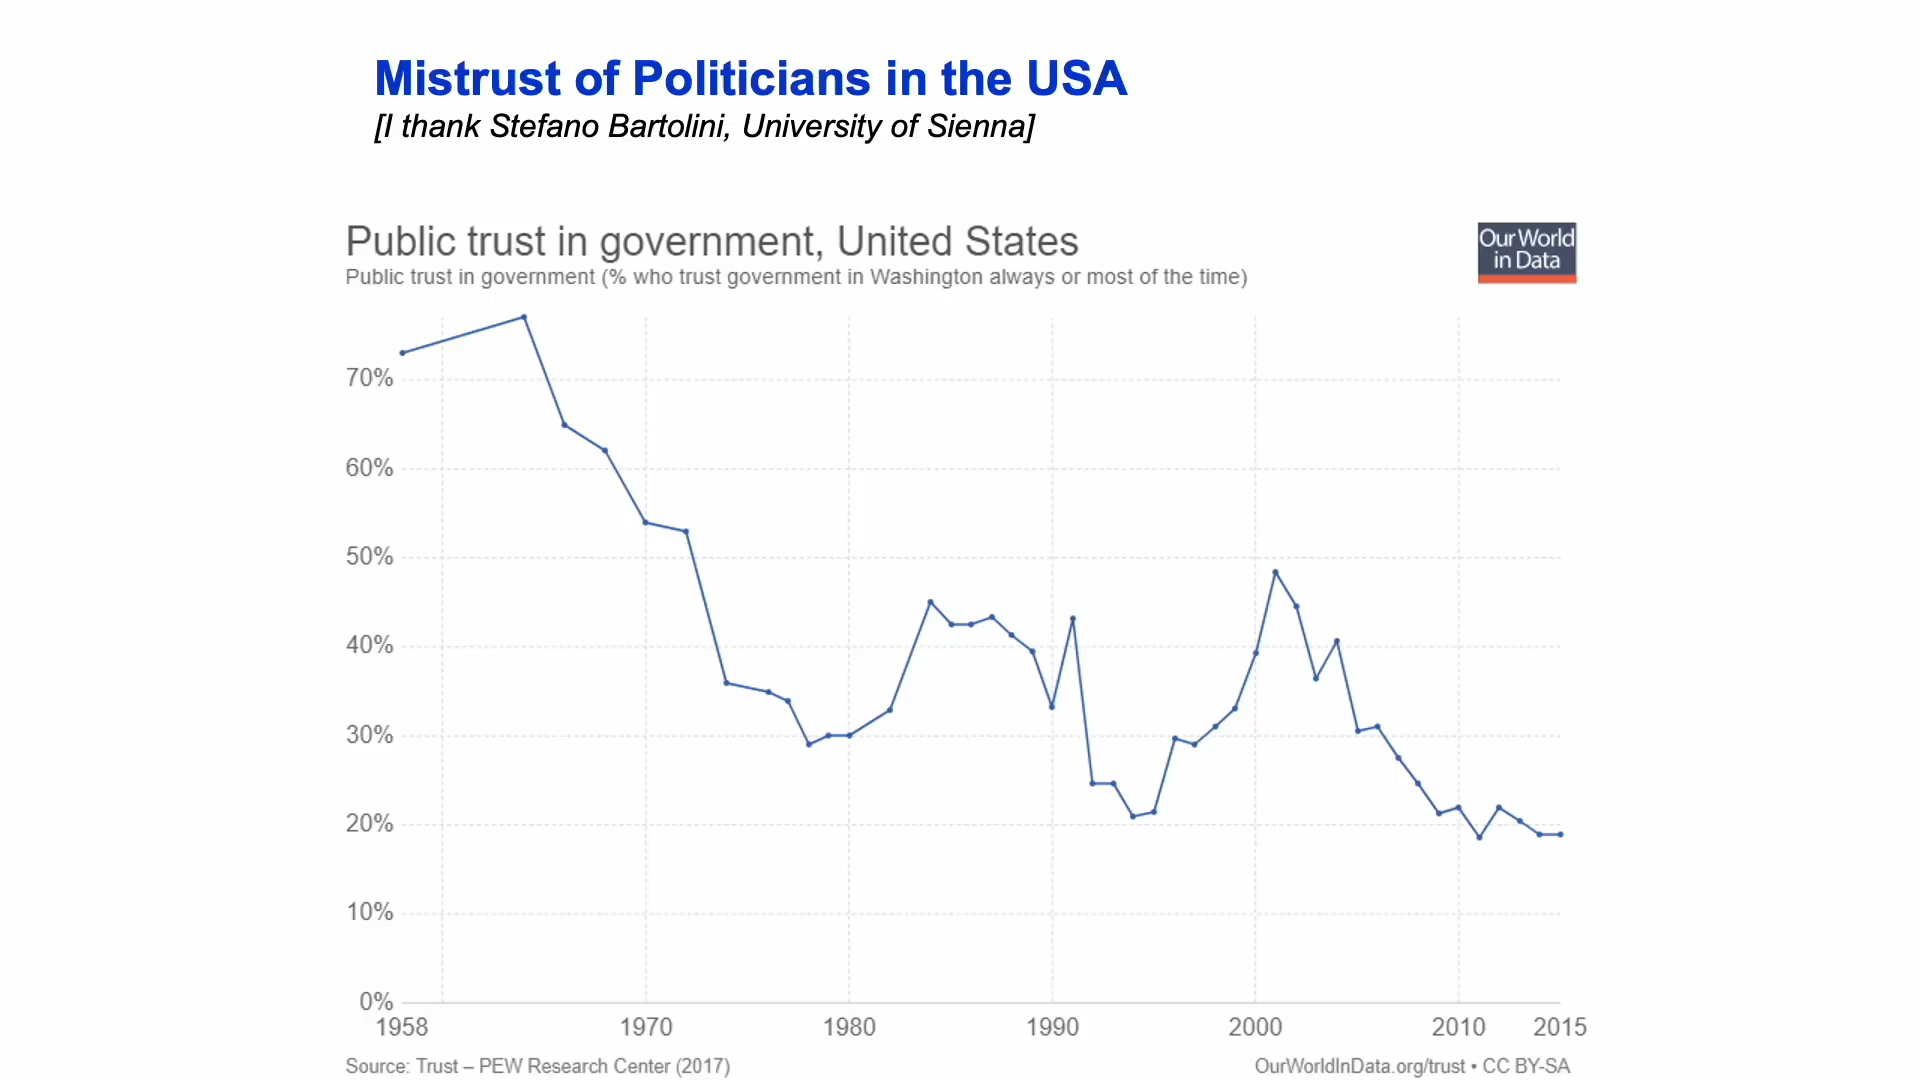 Mistrust of Politicians in the USA
[I thank Stefano Bartolini, University of Sienna]
Public trust in government, United States
Public trust in government (% who trust government in Washington always or most of the time)
Our World
in Data
70%
60%
50%
40%
30%
20%
10%
0%
1958 1970 1980 1990 2000 2010 2015
Source: Trust – PEW Research Center (2017)
OurWorldInData.org/trust • CC BY-SA